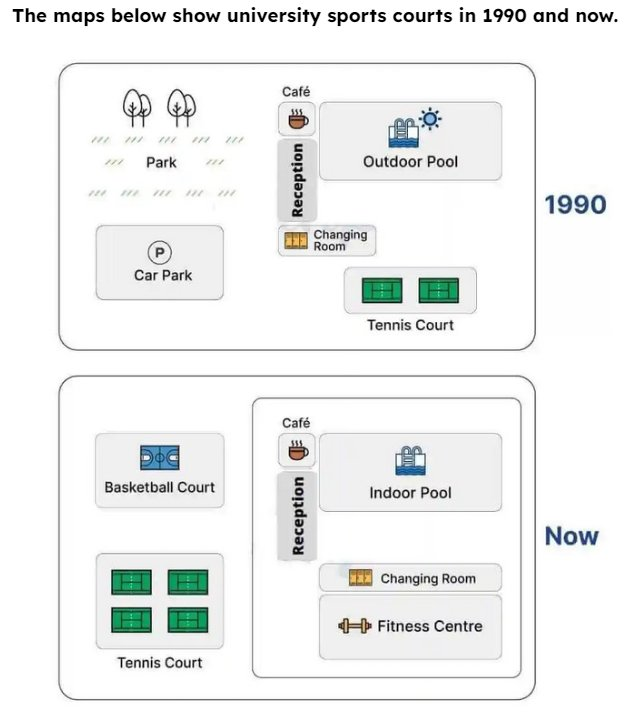 The maps below show university sports courts in 1990 and now.
Café
Park
Reception
Outdoor Pool
Changing
Room
P
Car Park
Tennis Court
1990
Café
Basketball Court
Reception
Indoor Pool
Changing Room
Fitness Centre
Tennis Court
Now